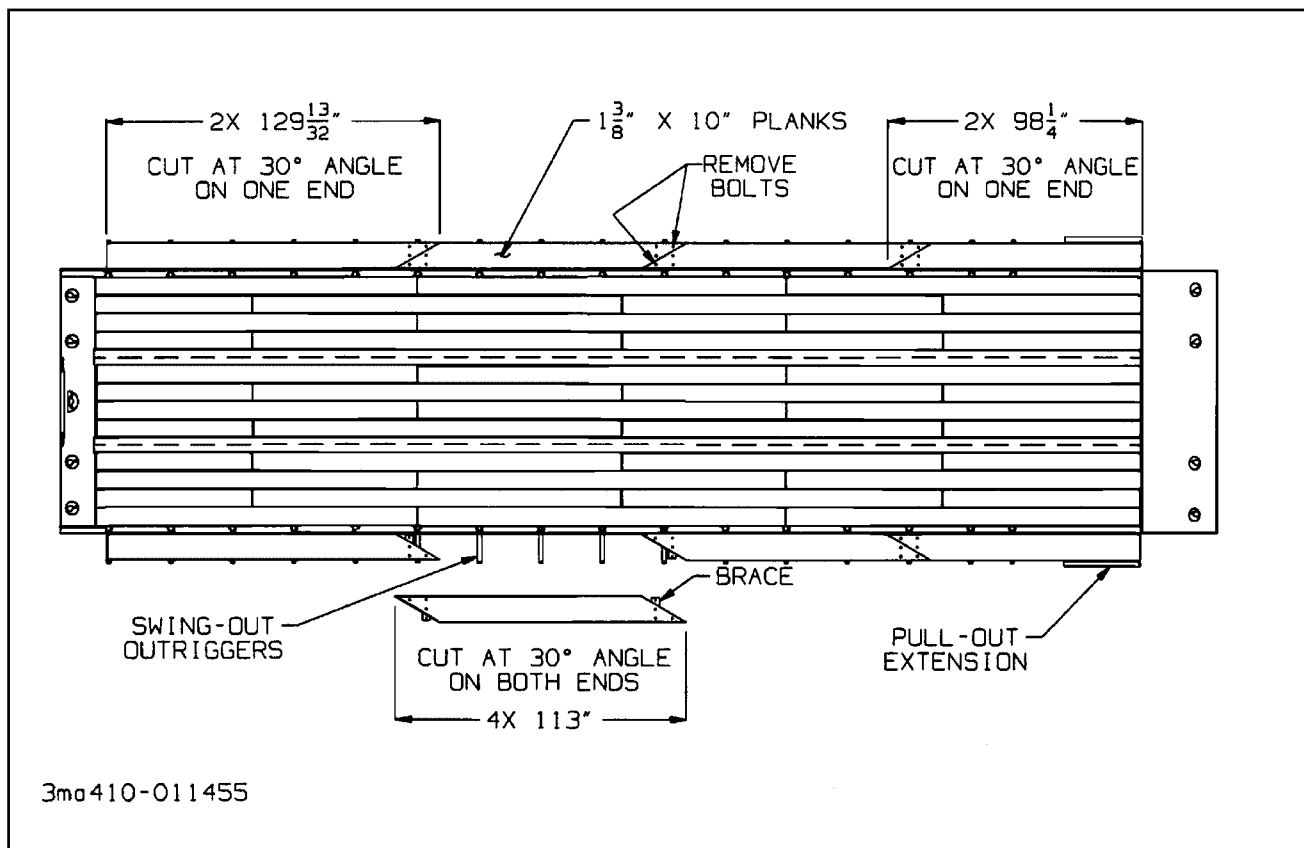 2X 129 13/32"
CUT AT 30° ANGLE
ON ONE END
1 3/8" X 10" PLANKS
REMOVE
BOLTS
2X 98 1/4"
CUT AT 30° ANGLE
ON ONE END
SWING-OUT
OUTRIGGERS
BRACE
CUT AT 30° ANGLE
ON BOTH ENDS
4X 113"
PULL-OUT
EXTENSION
3ma410-011455